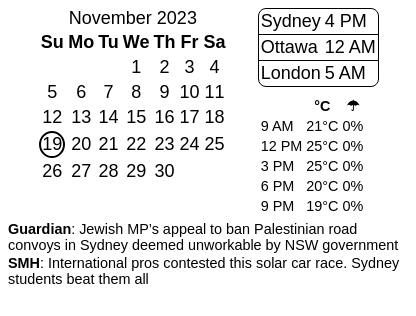 November 2023
Su Mo Tu We Th Fr Sa
1 2 3 4
5 6 7 8 9 10 11
12 13 14 15 16 17 18
19 20 21 22 23 24 25
26 27 28 29 30
Sydney 4 PM
Ottawa 12 AM
London 5 AM
°C ☂
9 AM 21°C 0%
12 PM 25°C 0%
3 PM 25°C 0%
6 PM 20°C 0%
9 PM 19°C 0%
Guardian: Jewish MP's appeal to ban Palestinian road
convoys in Sydney deemed unworkable by NSW government
SMH: International pros contested this solar car race. Sydney
students beat them all